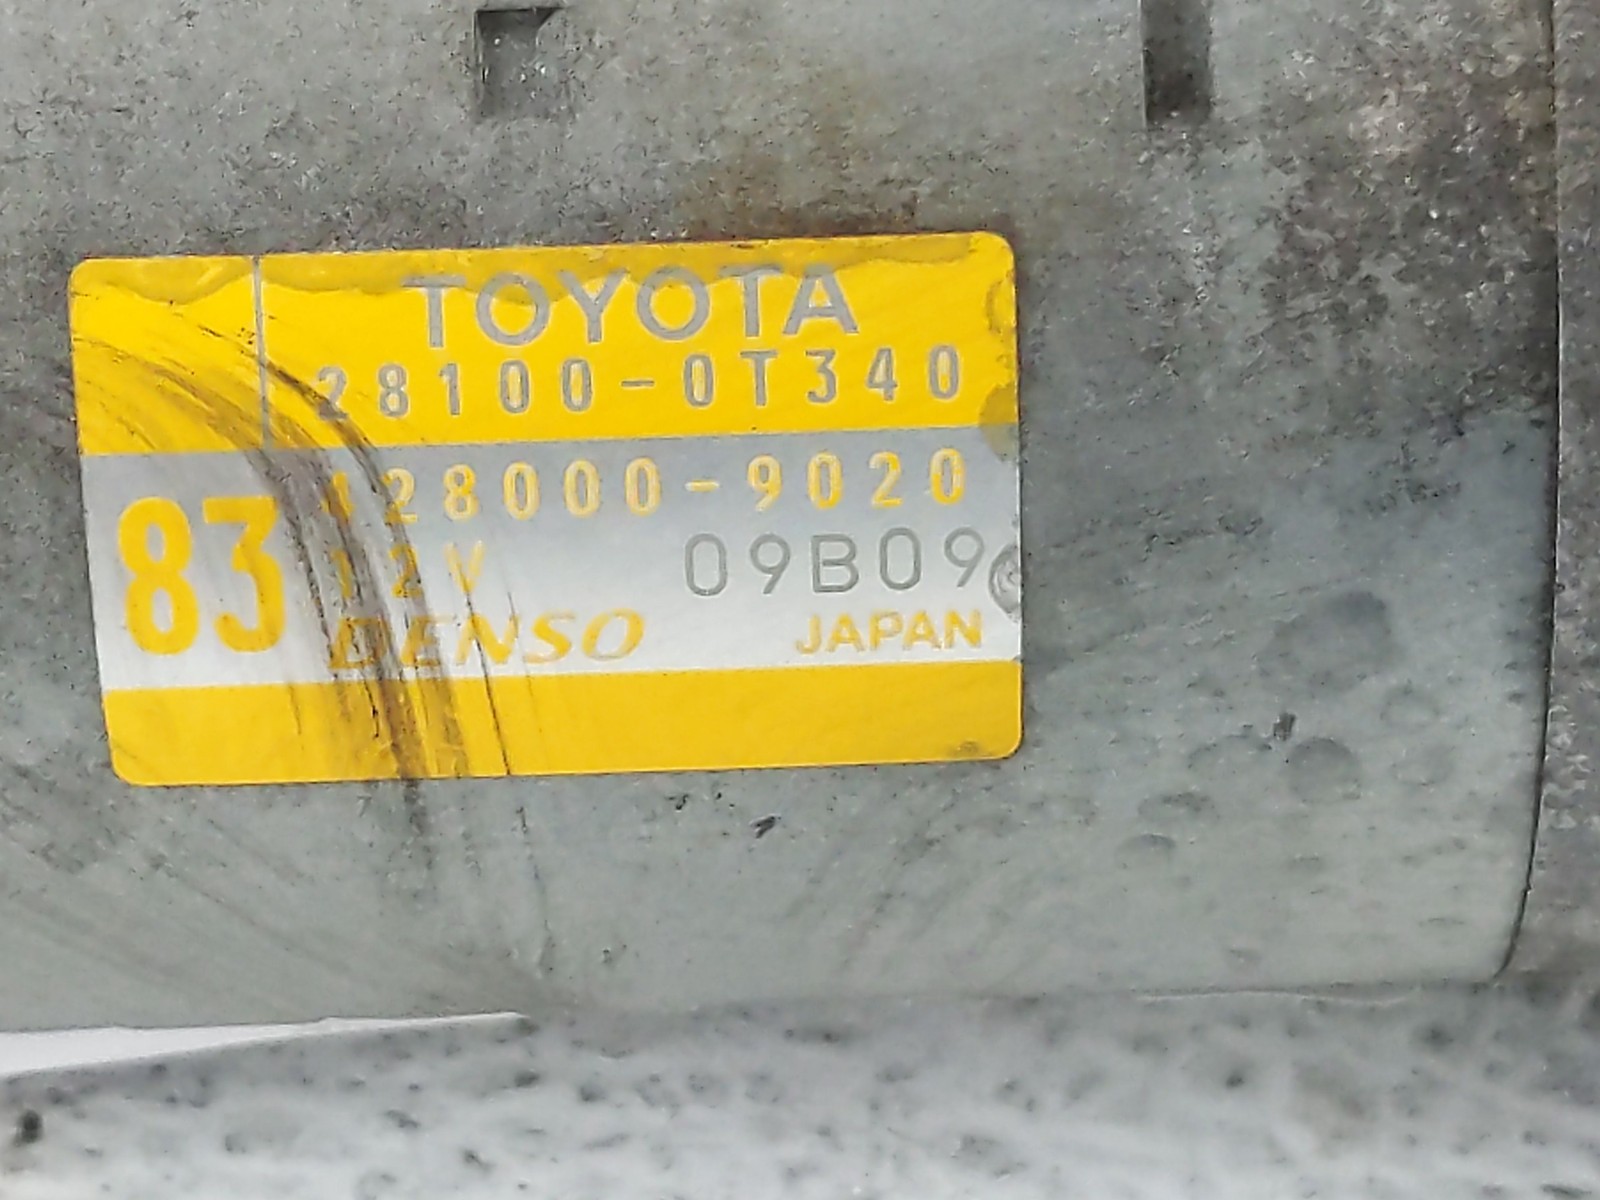 TOYOTA
28100-0T340
428000-9020
83
12V 09B09
DENSO JAPAN